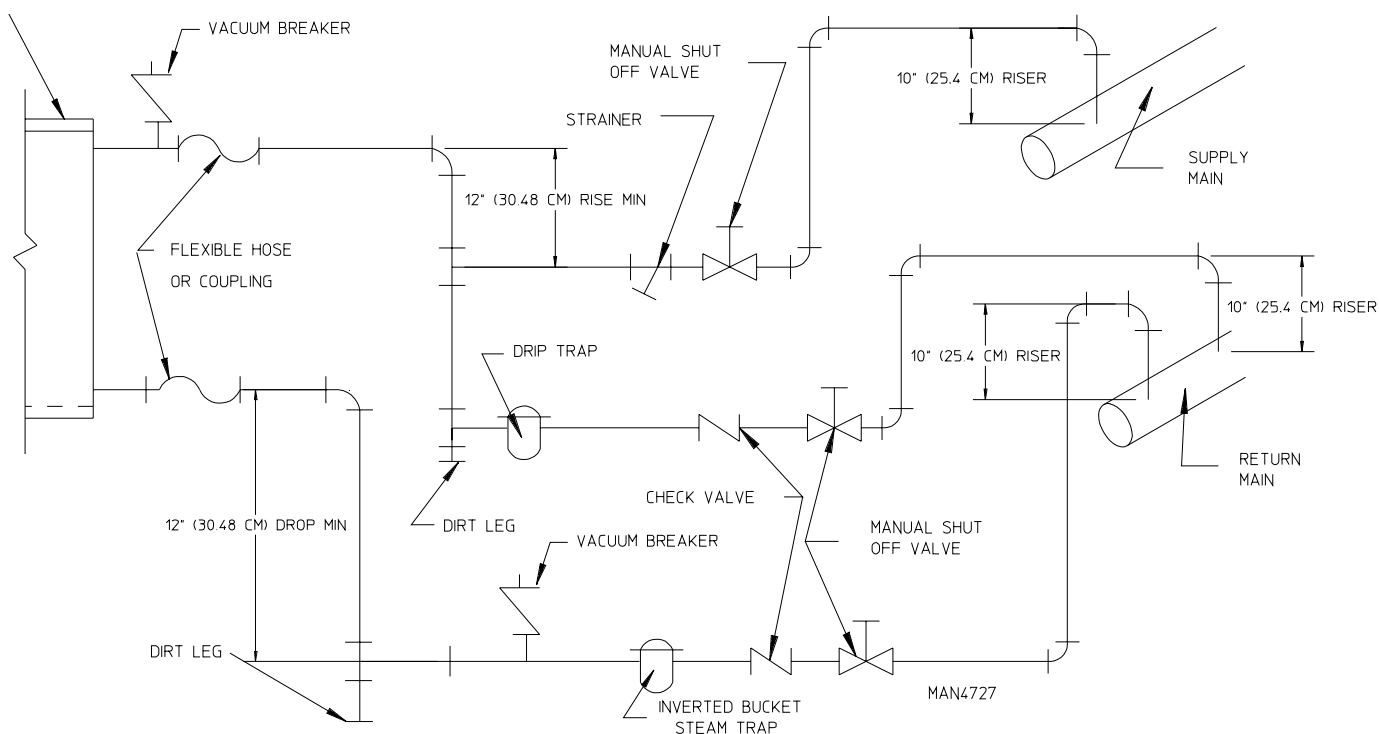 VACUUM BREAKER
MANUAL SHUT
OFF VALVE
10" (25.4 CM) RISER
STRAINER
SUPPLY
MAIN
12" (30.48 CM) RISE MIN
FLEXIBLE HOSE
OR COUPLING
10" (25.4 CM) RISER
DRIP TRAP
10" (25.4 CM) RISER
RETURN
MAIN
CHECK VALVE
12" (30.48 CM) DROP MIN
DIRT LEG
MANUAL SHUT
OFF VALVE
VACUUM BREAKER
DIRT LEG
MAN4727
INVERTED BUCKET
STEAM TRAP